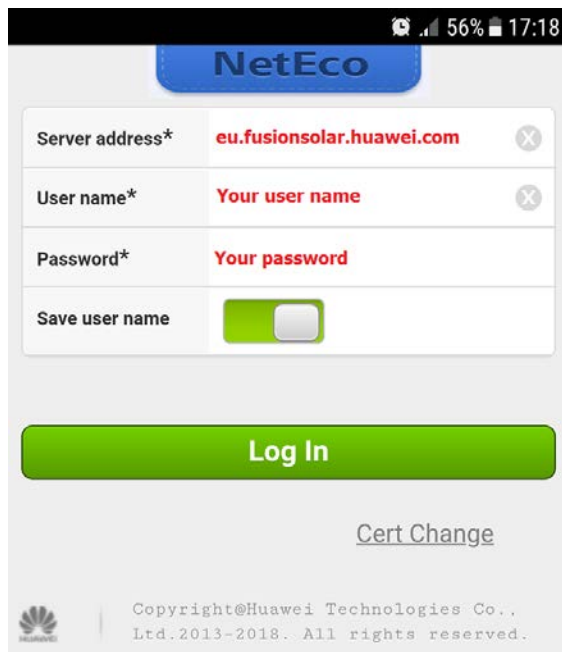 56% 17:18
NetEco
Server address* eu.fusionsolar.huawei.com
User name* Your user name
Password* Your password
Save user name
Log In
Cert Change
HUAWEI
Copyright@Huawei Technologies Co.,
Ltd.2013-2018. All rights reserved.